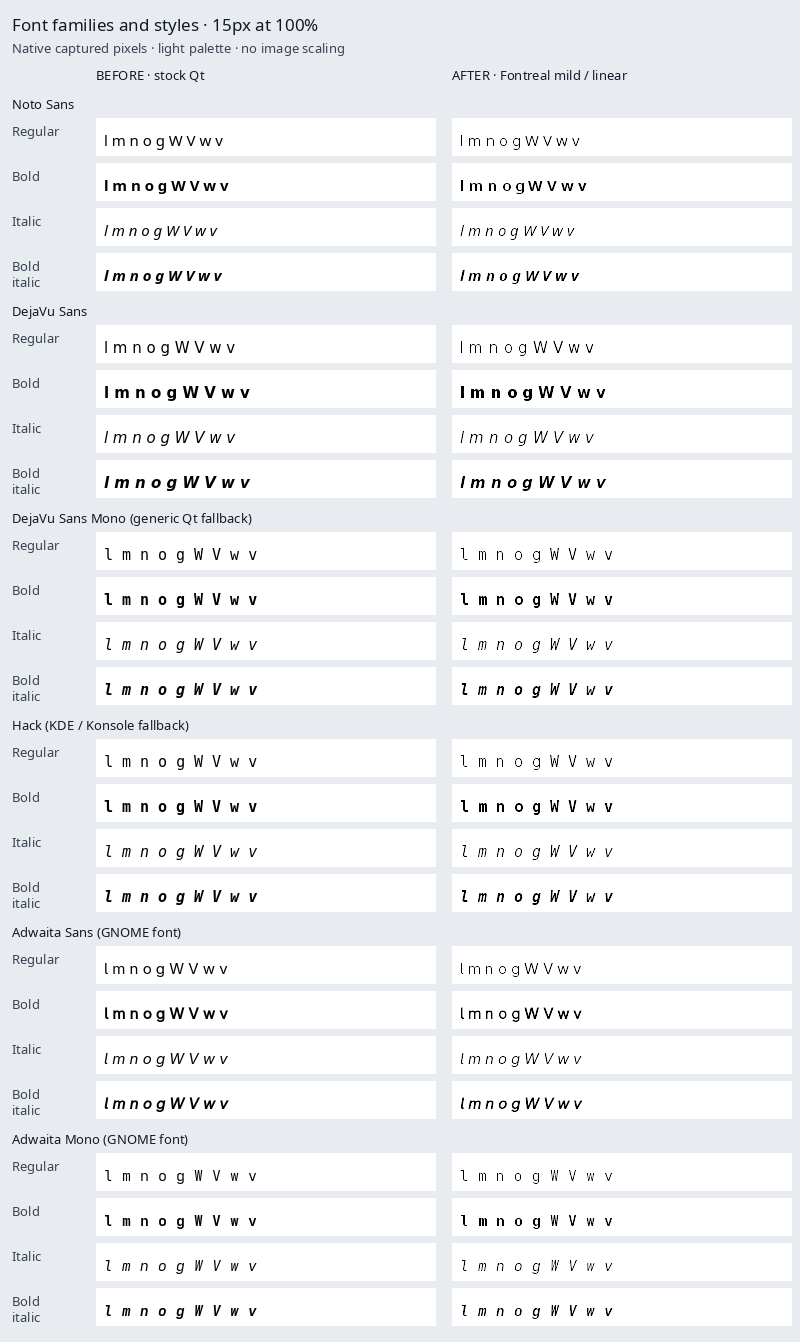 Font families and styles · 15px at 100%
Native captured pixels · light palette · no image scaling
BEFORE · stock Qt AFTER · Fontreal mild / linear
Noto Sans
Regular l m n o g W V w v l m n o g W V w v
Bold l m n o g W V w v l m n o g W V w v
Italic l m n o g W V w v l m n o g W V w v
Bold italic l m n o g W V w v l m n o g W V w v
DejaVu Sans
Regular l m n o g W V w v l m n o g W V w v
Bold l m n o g W V w v l m n o g W V w v
Italic l m n o g W V w v l m n o g W V w v
Bold italic l m n o g W V w v l m n o g W V w v
DejaVu Sans Mono (generic Qt fallback)
Regular l m n o g W V w v l m n o g W V w v
Bold l m n o g W V w v l m n o g W V w v
Italic l m n o g W V w v l m n o g W V w v
Bold italic l m n o g W V w v l m n o g W V w v
Hack (KDE / Konsole fallback)
Regular l m n o g W V w v l m n o g W V w v
Bold l m n o g W V w v l m n o g W V w v
Italic l m n o g W V w v l m n o g W V w v
Bold italic l m n o g W V w v l m n o g W V w v
Adwaita Sans (GNOME font)
Regular l m n o g W V w v l m n o g W V w v
Bold l m n o g W V w v l m n o g W V w v
Italic l m n o g W V w v l m n o g W V w v
Bold italic l m n o g W V w v l m n o g W V w v
Adwaita Mono (GNOME font)
Regular l m n o g W V w v l m n o g W V w v
Bold l m n o g W V w v l m n o g W V w v
Italic l m n o g W V w v l m n o g W V w v
Bold italic l m n o g W V w v l m n o g W V w v